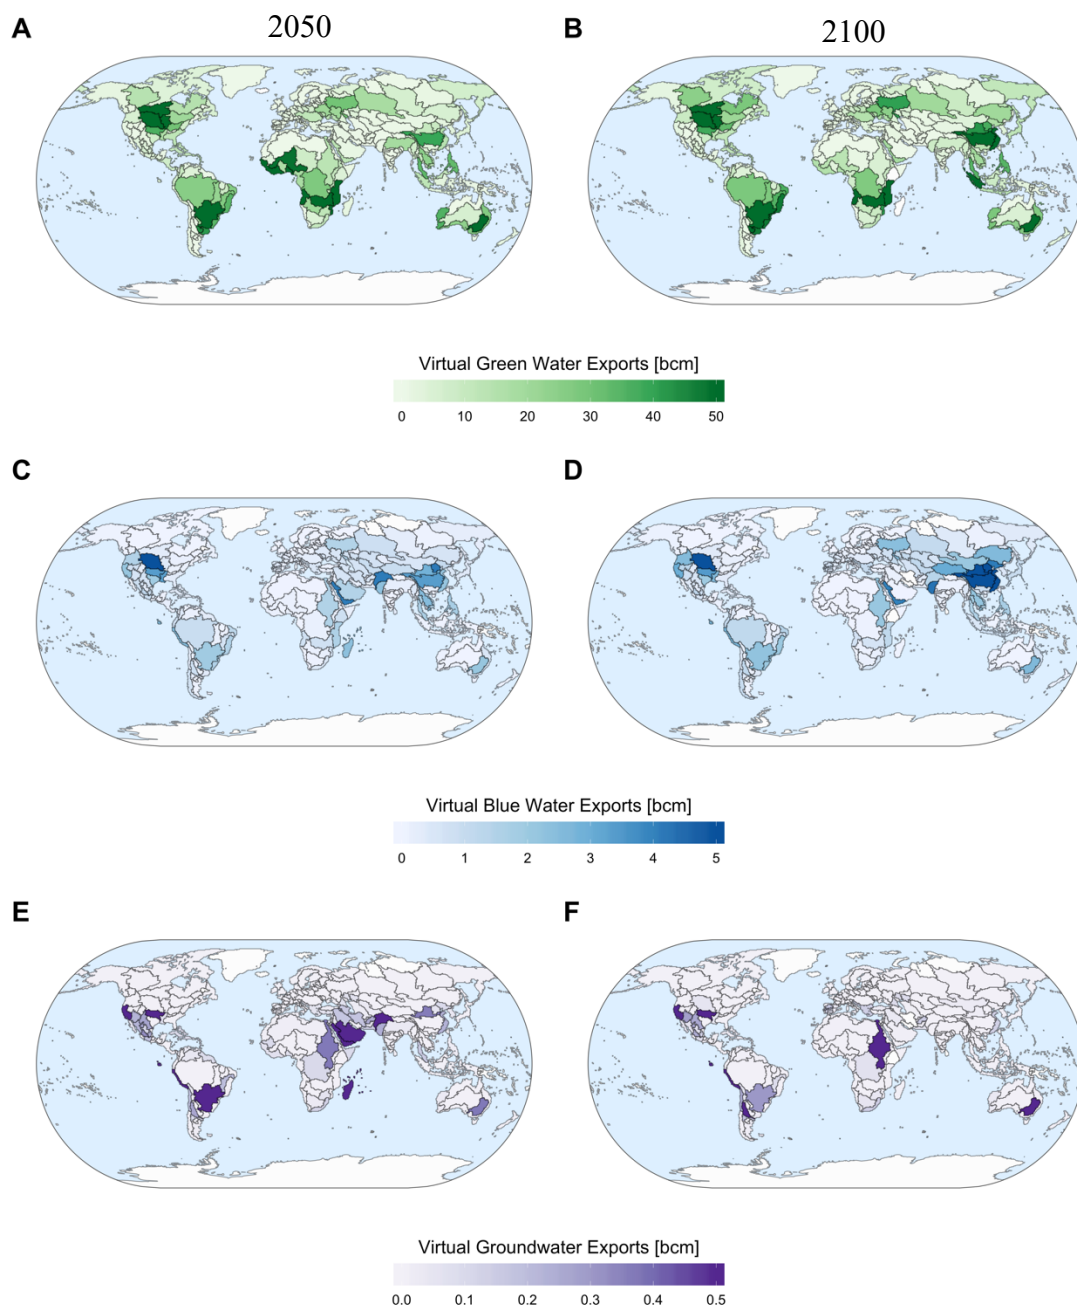 A
2050
B
2100
Virtual Green Water Exports [bcm]
0 10 20 30 40 50
C
D
Virtual Blue Water Exports [bcm]
0 1 2 3 4 5
E
F
Virtual Groundwater Exports [bcm]
0.0 0.1 0.2 0.3 0.4 0.5